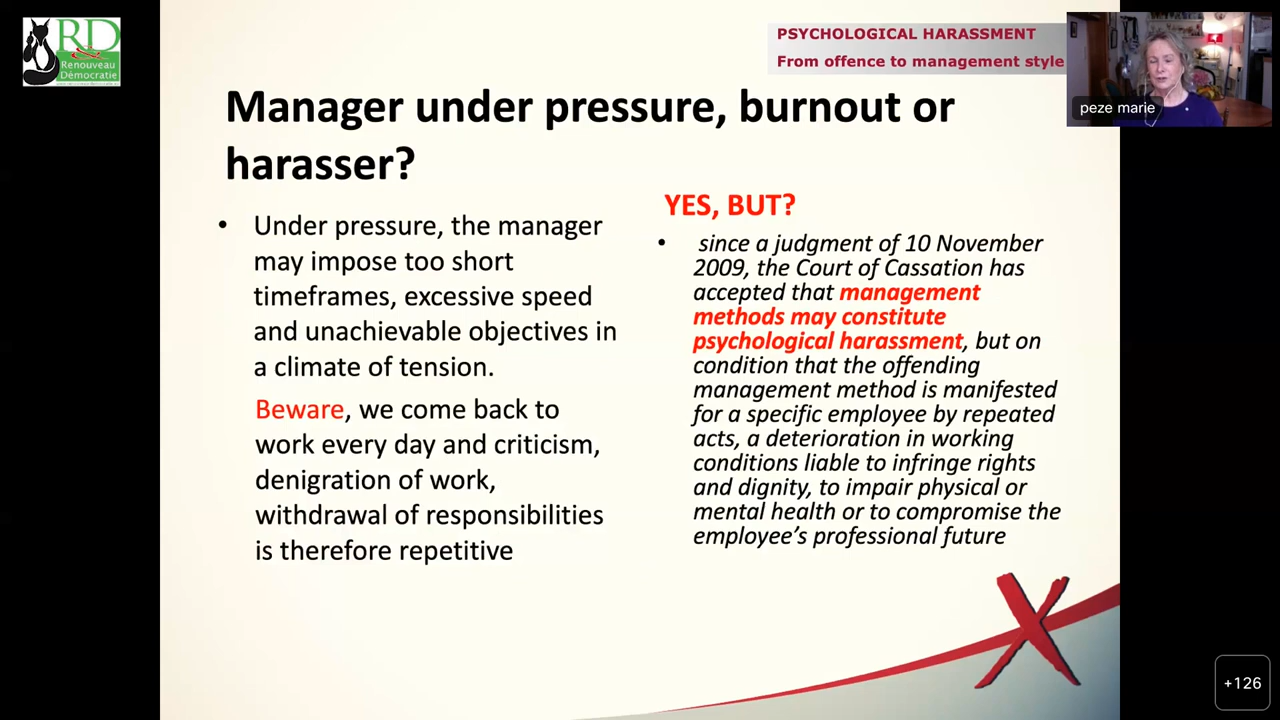 RD
Renouveau
Démocratie
PSYCHOLOGICAL HARASSMENT
From offence to management style
peze marie
Manager under pressure, burnout or
harasser?
• Under pressure, the manager
may impose too short
timeframes, excessive speed
and unachievable objectives in
a climate of tension.
Beware, we come back to
work every day and criticism,
denigration of work,
withdrawal of responsibilities
is therefore repetitive
YES, BUT?
• since a judgment of 10 November
2009, the Court of Cassation has
accepted that management
methods may constitute
psychological harassment, but on
condition that the offending
management method is manifested
for a specific employee by repeated
acts, a deterioration in working
conditions liable to infringe rights
and dignity, to impair physical or
mental health or to compromise the
employee’s professional future
+126